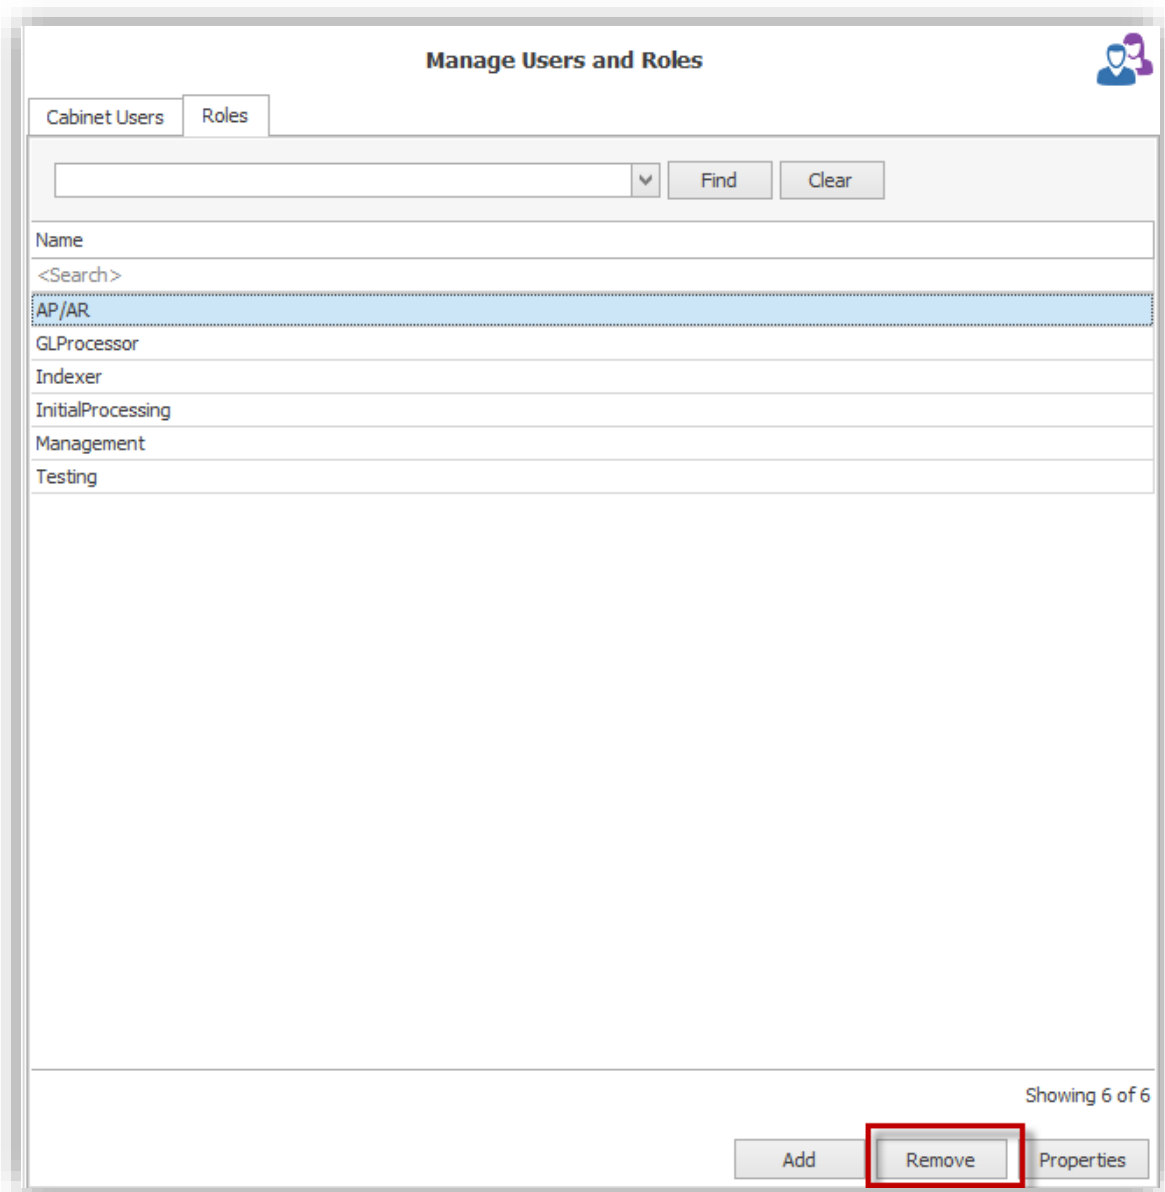 Manage Users and Roles
Cabinet Users Roles
Find Clear
Name
<Search>
AP/AR
GLProcessor
Indexer
InitialProcessing
Management
Testing
Showing 6 of 6
Add Remove Properties